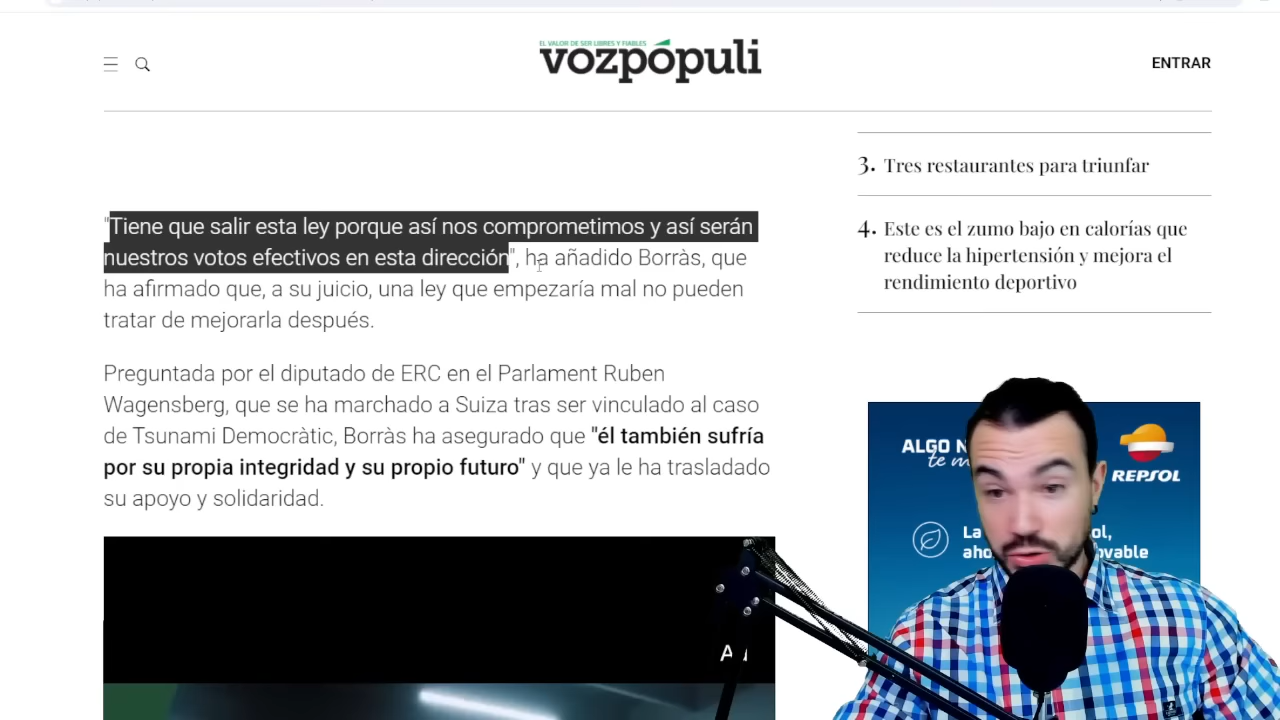 EL VALOR DE SER LIBRES Y FIABLES
vozpópuli
ENTRAR
"Tiene que salir esta ley porque así nos comprometimos y así serán
nuestros votos efectivos en esta dirección", ha añadido Borràs, que
ha afirmado que, a su juicio, una ley que empezaría mal no pueden
tratar de mejorarla después.
Preguntada por el diputado de ERC en el Parlament Ruben
Wagensberg, que se ha marchado a Suiza tras ser vinculado al caso
de Tsunami Democràtic, Borràs ha asegurado que "él también sufría
por su propia integridad y su propio futuro" y que ya le ha trasladado
su apoyo y solidaridad.
3. Tres restaurantes para triunfar
4. Este es el zumo bajo en calorías que
reduce la hipertensión y mejora el
rendimiento deportivo
ALGO
te
REPSOL
La